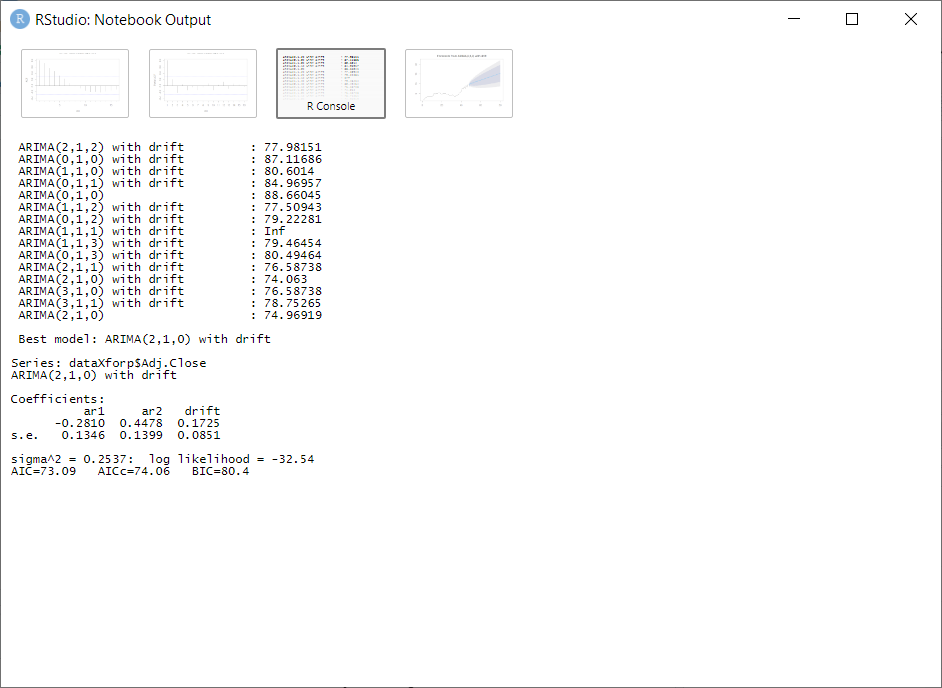 R RStudio: Notebook Output
R Console
ARIMA(2,1,2) with drift : 77.98151
ARIMA(0,1,0) with drift : 87.11686
ARIMA(1,1,0) with drift : 80.6014
ARIMA(0,1,1) with drift : 84.96957
ARIMA(0,1,0) : 88.66045
ARIMA(1,1,2) with drift : 77.50943
ARIMA(0,1,2) with drift : 79.22281
ARIMA(1,1,1) with drift : Inf
ARIMA(1,1,3) with drift : 79.46454
ARIMA(0,1,3) with drift : 80.49464
ARIMA(2,1,1) with drift : 76.58738
ARIMA(2,1,0) with drift : 74.063
ARIMA(3,1,0) with drift : 76.58738
ARIMA(3,1,1) with drift : 78.75265
ARIMA(2,1,0) : 74.96919
Best model: ARIMA(2,1,0) with drift
Series: dataXforp$Adj.Close
ARIMA(2,1,0) with drift
Coefficients:
ar1 ar2 drift
-0.2810 0.4478 0.1725
s.e. 0.1346 0.1399 0.0851
sigma^2 = 0.2537: log likelihood = -32.54
AIC=73.09 AICc=74.06 BIC=80.4